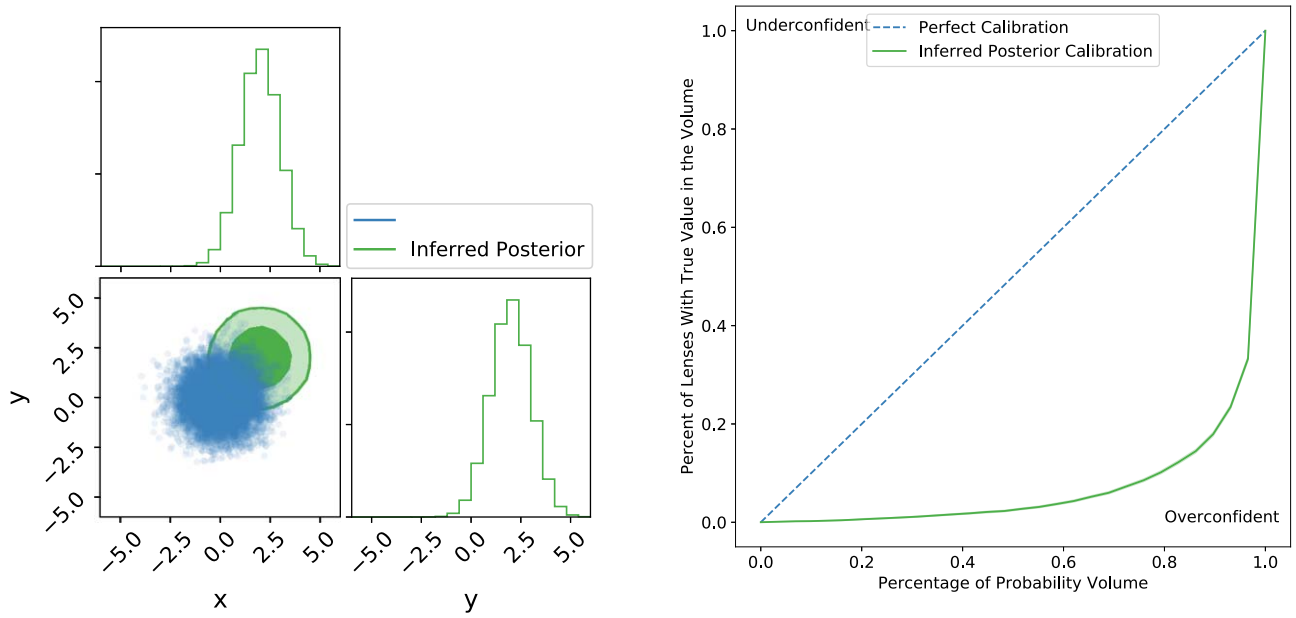 Inferred Posterior
5.0
2.5
0.0
−2.5
−5.0
y
−5.0
−2.5
0.0
2.5
5.0
x
−5.0
−2.5
0.0
2.5
5.0
y
Underconfident
Perfect Calibration
Inferred Posterior Calibration
Percent of Lenses With True Value in the Volume
1.0
0.8
0.6
0.4
0.2
0.0
Overconfident
0.0
0.2
0.4
0.6
0.8
1.0
Percentage of Probability Volume